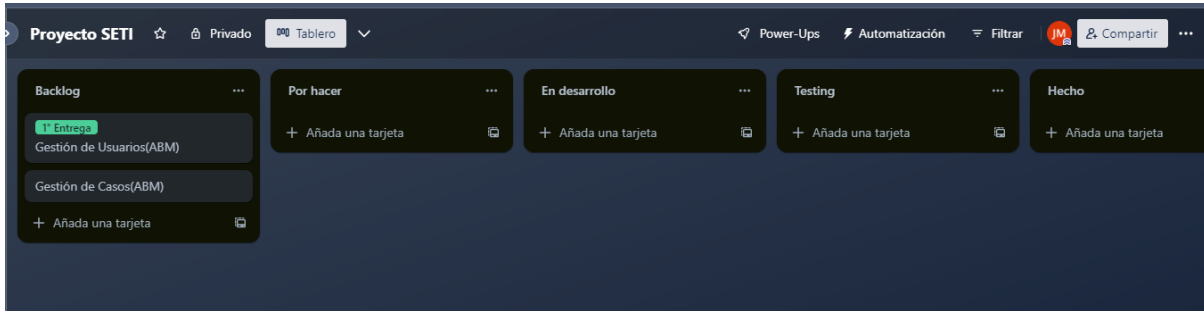 Proyecto SETI Privado Tablero Power-Ups Automatización Filtrar JM Compartir
Backlog
1° Entrega
Gestión de Usuarios(ABM)
Gestión de Casos(ABM)
+ Añada una tarjeta
Por hacer
+ Añada una tarjeta
En desarrollo
+ Añada una tarjeta
Testing
+ Añada una tarjeta
Hecho
+ Añada una tarjeta